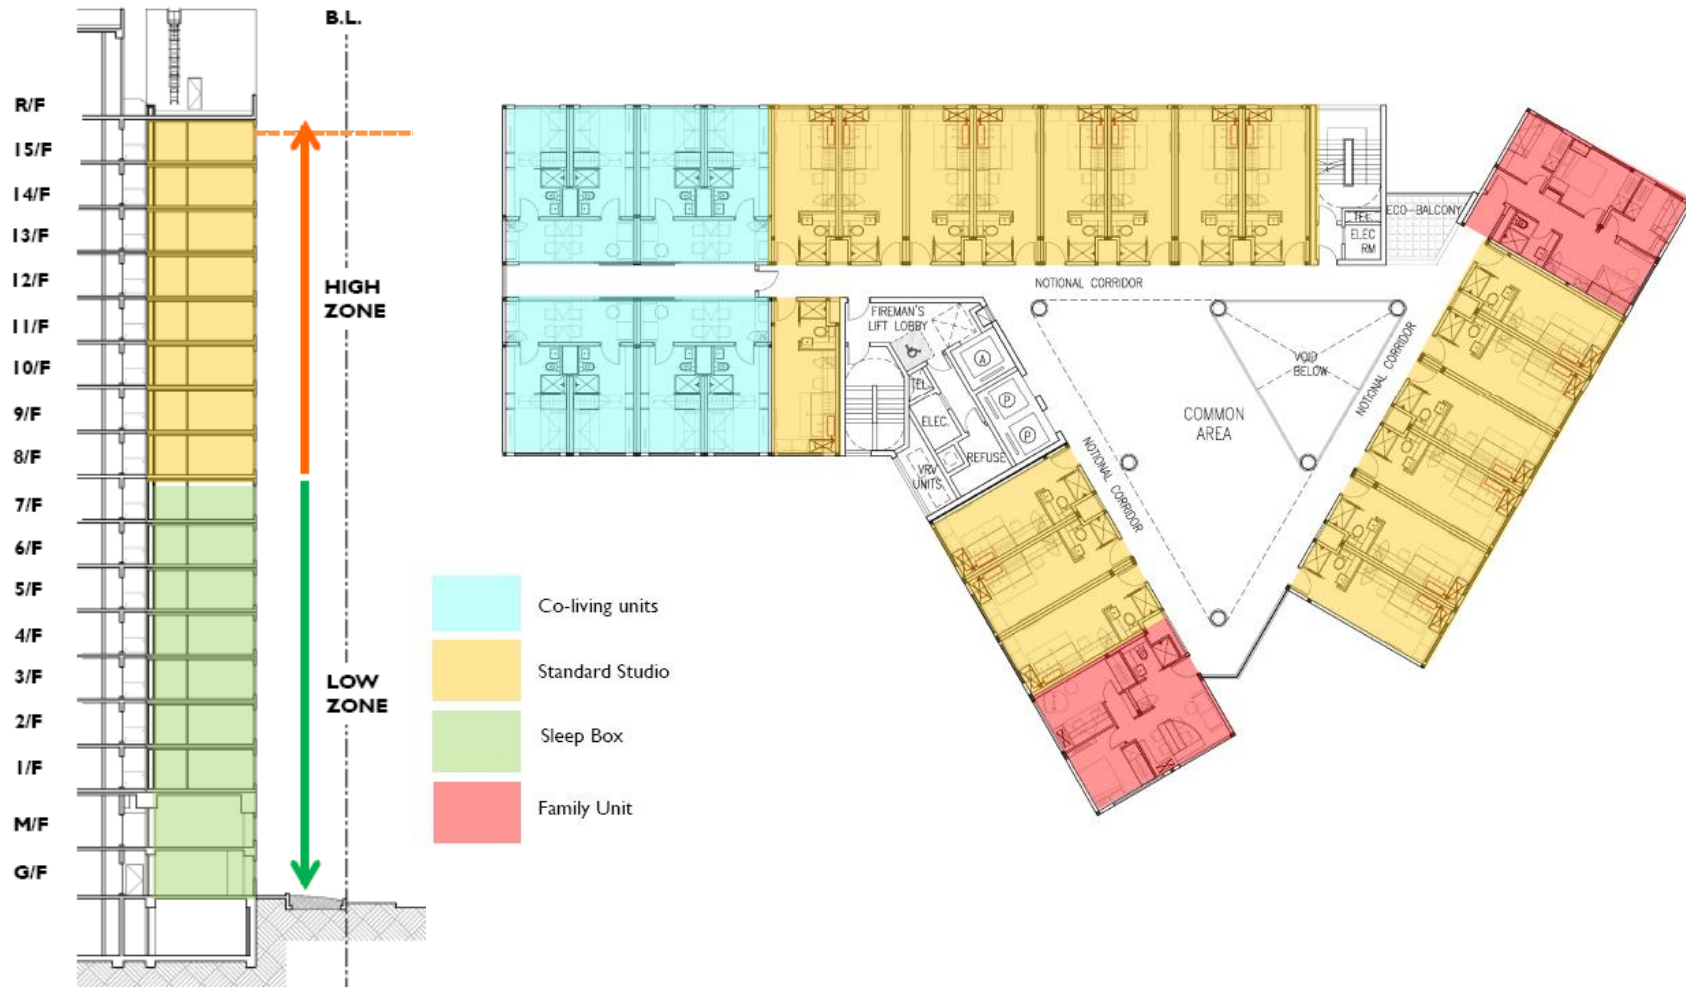 B.L.
R/F
15/F
14/F
13/F
12/F
11/F
10/F
9/F
8/F
7/F
6/F
5/F
4/F
3/F
2/F
1/F
M/F
G/F
HIGH
ZONE
LOW
ZONE
Co-living units
Standard Studio
Sleep Box
Family Unit
NOTIONAL CORRIDOR
FIREMAN'S
LIFT LOBBY
TEL.
ELEC.
REFUSE
VRV
UNITS
A
P
P
NOTIONAL CORRIDOR
COMMON
AREA
VOID
BELOW
NOTIONAL CORRIDOR
TEL.
ELEC
RM
ECO-BALCONY